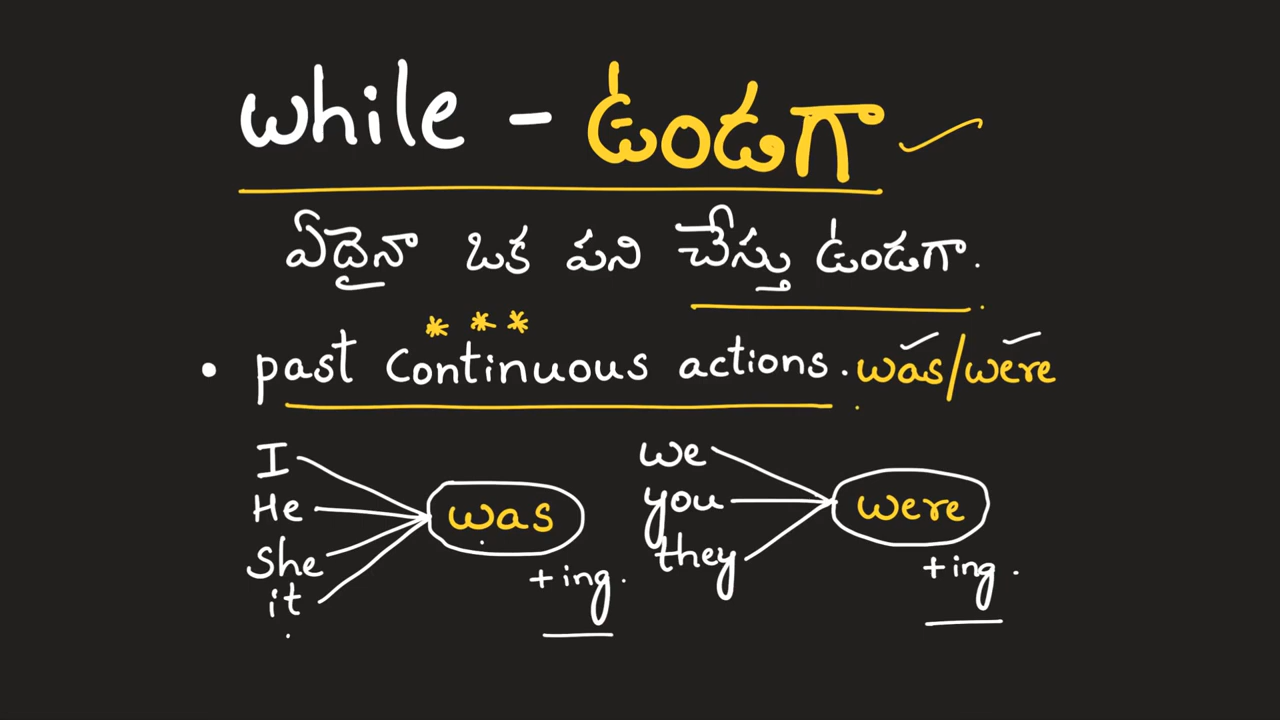 while - ఉండగా
ఏదైనా ఒక పని చేస్తు ఉండగా.
* * *
• past continuous actions. was/were
I
He
She
it
was
+ing.
we
you
they
were
+ing.